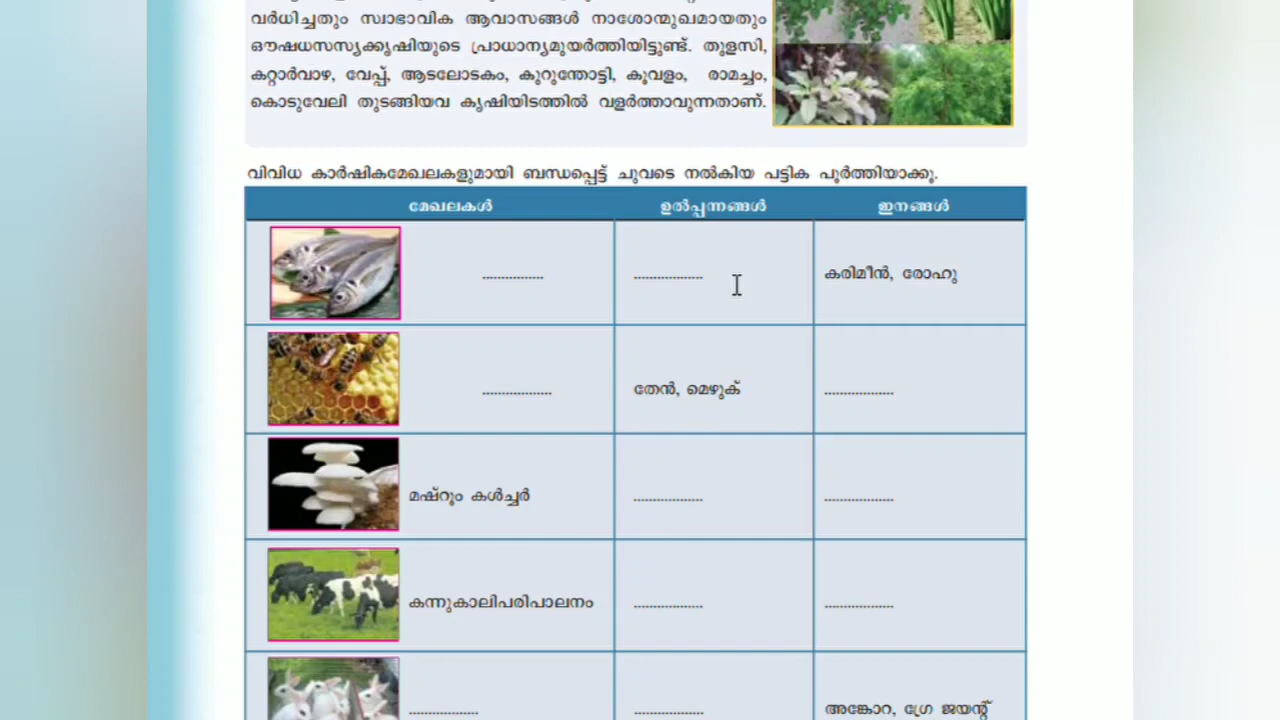 വർധിച്ചതും സ്വാഭാവിക ആവാസങ്ങൾ നാശോന്മുഖമായതും
ഔഷധസസ്യക്കൃഷിയുടെ പ്രാധാന്യമുയർത്തിയിട്ടുണ്ട്. തുളസി,
കറ്റാർവാഴ, വേപ്പ്, ആടലോടകം, കുറുന്തോട്ടി, കൂവളം, രാമച്ചം,
കൊടുവേലി തുടങ്ങിയവ കൃഷിയിടത്തിൽ വളർത്താവുന്നതാണ്.
വിവിധ കാർഷികമേഖലകളുമായി ബന്ധപ്പെട്ട് ചുവടെ നൽകിയ പട്ടിക പൂർത്തിയാക്കൂ.
മേഖലകൾ ഉൽപ്പന്നങ്ങൾ ഇനങ്ങൾ
................ .................. കരിമീൻ, രോഹു
.................. തേൻ, മെഴുക് ..................
മഷ്റൂം കൾച്ചർ .................. ..................
കന്നുകാലിപരിപാലനം .................. ..................
.................. .................. അങ്കോറ, ഗ്രേ ജയന്റ്